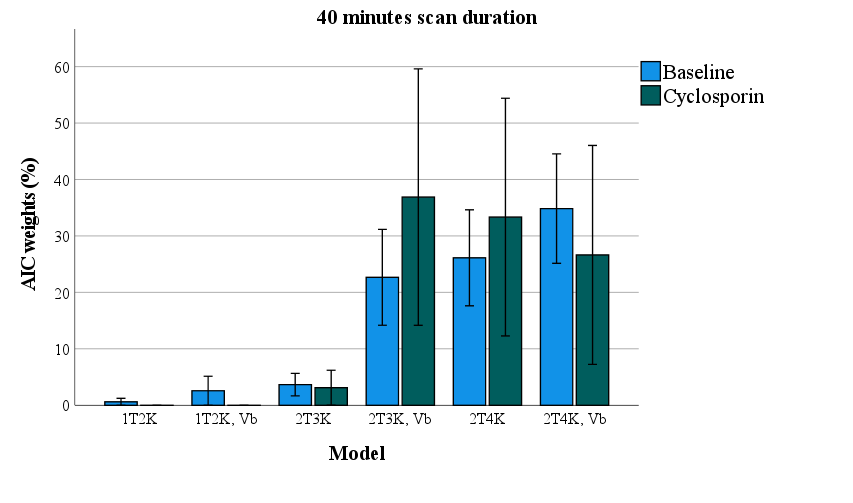 40 minutes scan duration
Baseline
Cyclosporin
AIC weights (%)
60
50
40
30
20
10
0
1T2K
1T2K, Vb
2T3K
2T3K, Vb
2T4K
2T4K, Vb
Model